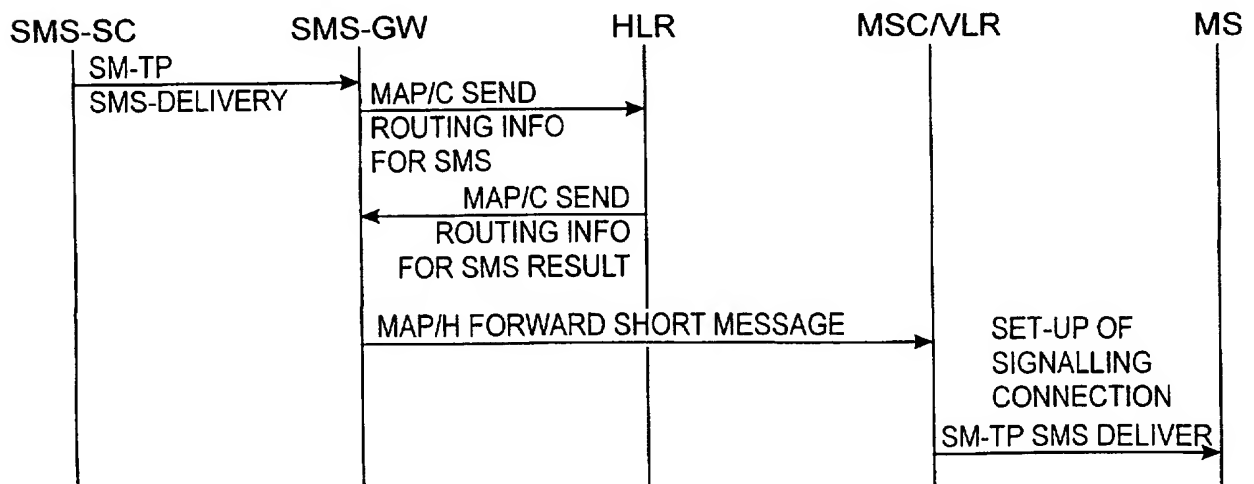 SMS-SC SMS-GW HLR MSC/VLR MS
SM-TP
SMS-DELIVERY
MAP/C SEND
ROUTING INFO
FOR SMS
MAP/C SEND
ROUTING INFO
FOR SMS RESULT
MAP/H FORWARD SHORT MESSAGE
SET-UP OF
SIGNALLING
CONNECTION
SM-TP SMS DELIVER